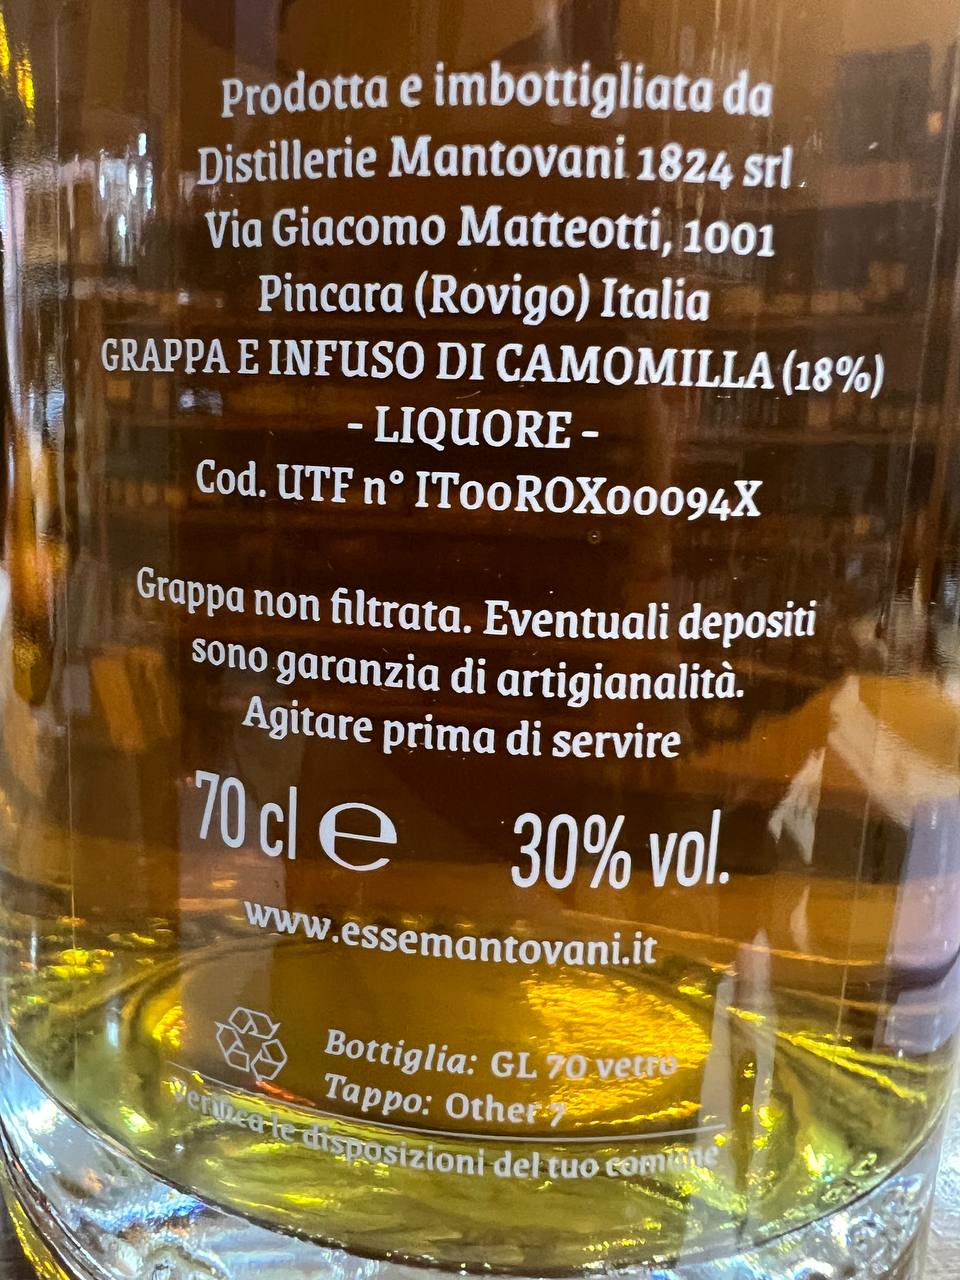 Prodotta e imbottigliata da
Distillerie Mantovani 1824 srl
Via Giacomo Matteotti, 1001
Pincara (Rovigo) Italia
GRAPPA E INFUSO DI CAMOMILLA (18%)
- LIQUORE -
Cod. UTF n° IT00ROX00094X
Grappa non filtrata. Eventuali depositi
sono garanzia di artigianalità.
Agitare prima di servire
70 cl e 30% vol.
www.essemantovani.it
Bottiglia: GL 70 vetro
Tappo: Other 7
Verifica le disposizioni del tuo comune